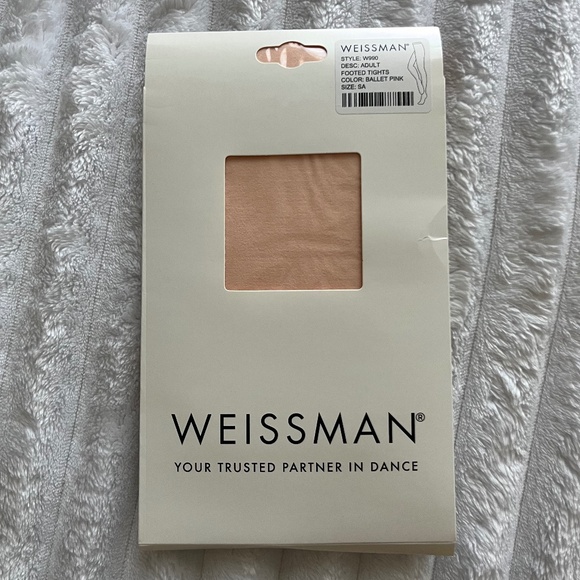 WEISSMAN®
STYLE: W990
DESC: ADULT
FOOTED TIGHTS
COLOR: BALLET PINK
SIZE: SA
WEISSMAN®
YOUR TRUSTED PARTNER IN DANCE